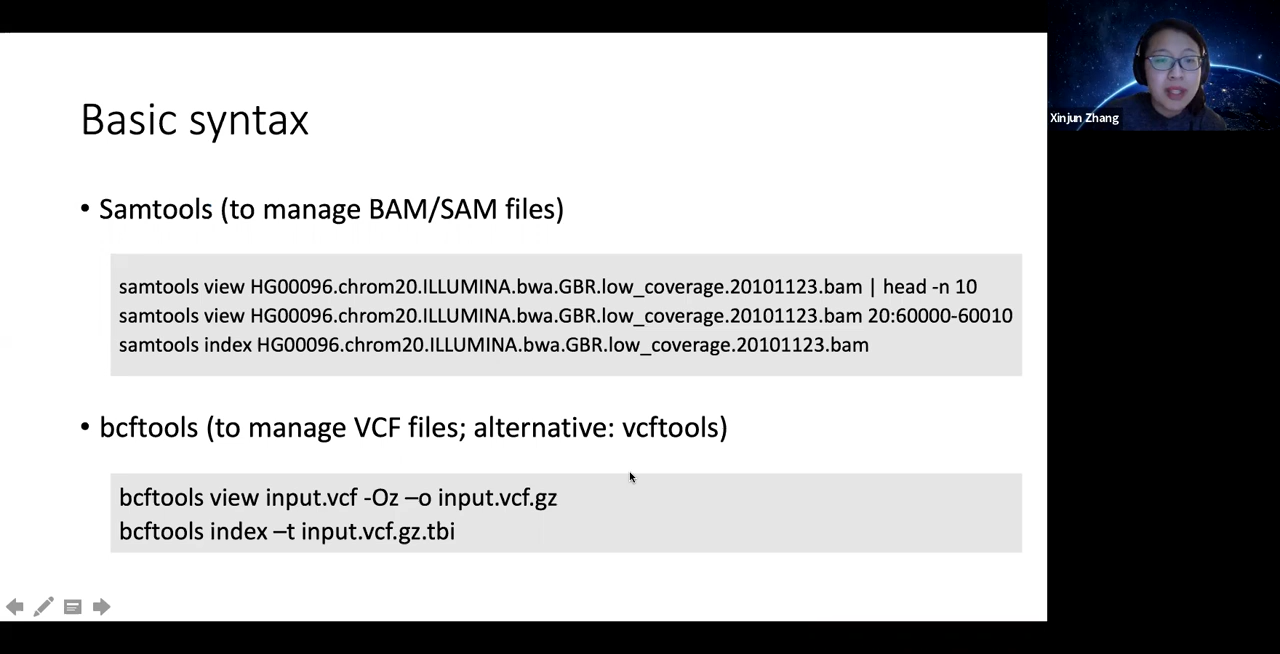 Basic syntax
• Samtools (to manage BAM/SAM files)
samtools view HG00096.chrom20.ILLUMINA.bwa.GBR.low_coverage.20101123.bam | head -n 10
samtools view HG00096.chrom20.ILLUMINA.bwa.GBR.low_coverage.20101123.bam 20:60000-60010
samtools index HG00096.chrom20.ILLUMINA.bwa.GBR.low_coverage.20101123.bam
• bcftools (to manage VCF files; alternative: vcftools)
bcftools view input.vcf -Oz –o input.vcf.gz
bcftools index –t input.vcf.gz.tbi
Xinjun Zhang